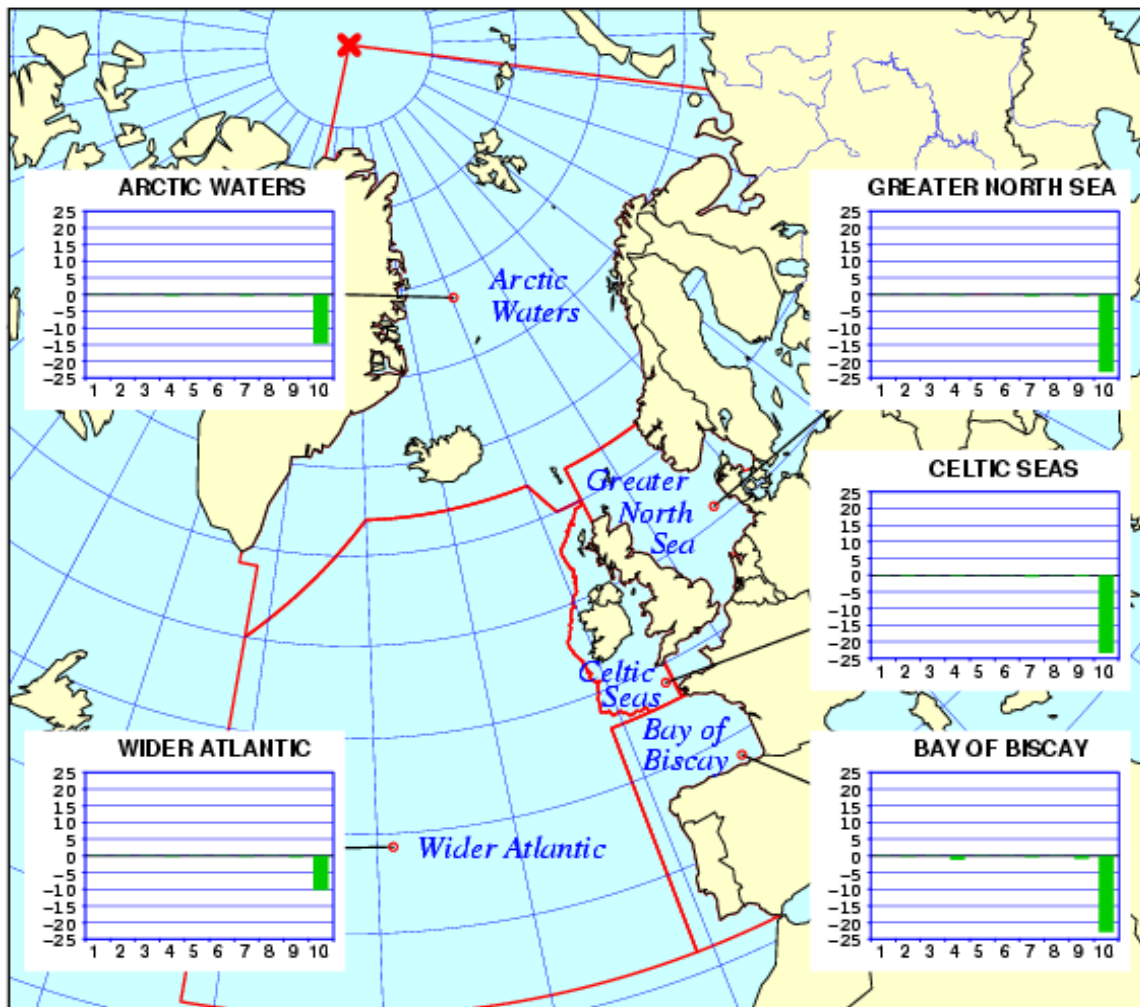 ARCTIC WATERS
25
20
15
10
5
0
−5
−10
−15
−20
−25
1 2 3 4 5 6 7 8 9 10
GREATER NORTH SEA
25
20
15
10
5
0
−5
−10
−15
−20
−25
1 2 3 4 5 6 7 8 9 10
Arctic
Waters
CELTIC SEAS
25
20
15
10
5
0
−5
−10
−15
−20
−25
1 2 3 4 5 6 7 8 9 10
Greater
North
Sea
Celtic
Seas
Bay of
Biscay
WIDER ATLANTIC
25
20
15
10
5
0
−5
−10
−15
−20
−25
1 2 3 4 5 6 7 8 9 10
Wider Atlantic
BAY OF BISCAY
25
20
15
10
5
0
−5
−10
−15
−20
−25
1 2 3 4 5 6 7 8 9 10